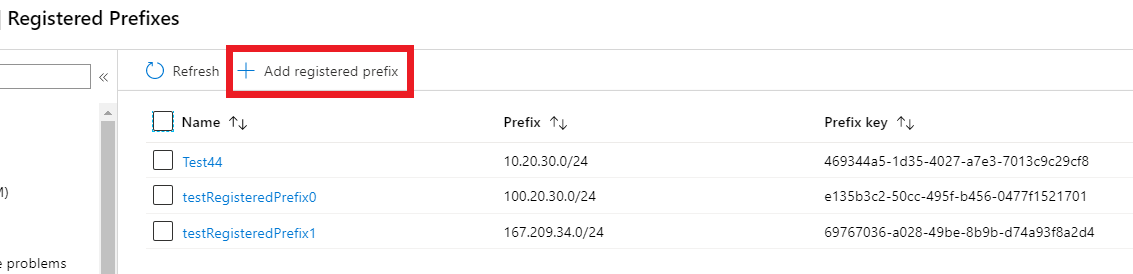 Registered Prefixes
Refresh
Add registered prefix
Name Prefix Prefix key
Test44 10.20.30.0/24 469344a5-1d35-4027-a7e3-7013c9c29cf8
testRegisteredPrefix0 100.20.30.0/24 e135b3c2-50cc-495f-b456-0477f1521701
M)
testRegisteredPrefix1 167.209.34.0/24 69767036-a028-49be-8b9b-d74a93f8a2d4
problems